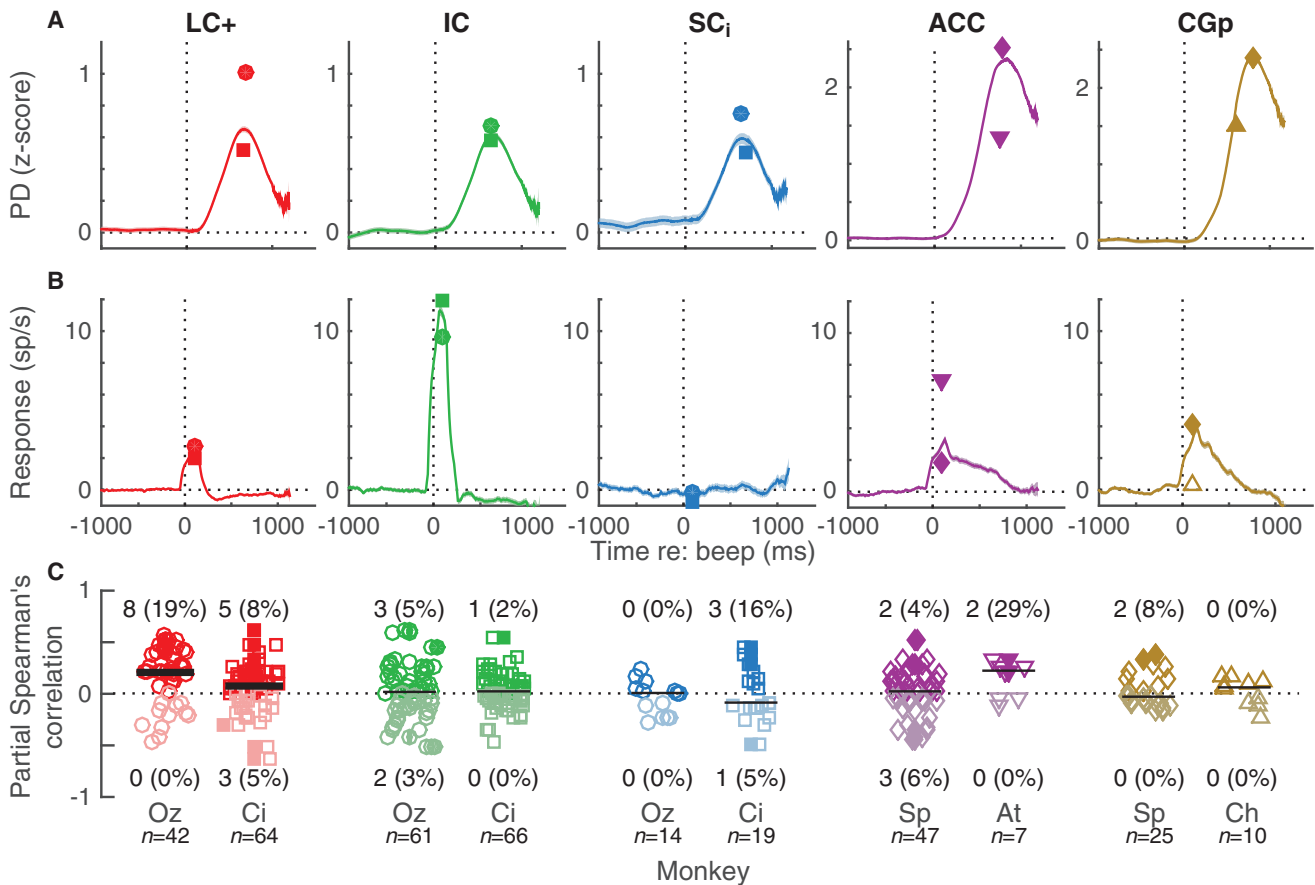 A LC+ IC SCi ACC CGp
PD (z-score)
1 0 1 0 1 0 2 0 2 0
B
Response (sp/s)
10 0 10 0 10 0 10 0 10 0
-1000 0 1000 -1000 0 1000 -1000 0 1000 -1000 0 1000 -1000 0 1000
Time re: beep (ms)
C
Partial Spearman's
correlation
1 0 -1
8 (19%) 5 (8%) 3 (5%) 1 (2%) 0 (0%) 3 (16%) 2 (4%) 2 (29%) 2 (8%) 0 (0%)
0 (0%) 3 (5%) 2 (3%) 0 (0%) 0 (0%) 1 (5%) 3 (6%) 0 (0%) 0 (0%) 0 (0%)
Oz Ci Oz Ci Oz Ci Sp At Sp Ch
n=42 n=64 n=61 n=66 n=14 n=19 n=47 n=7 n=25 n=10
Monkey